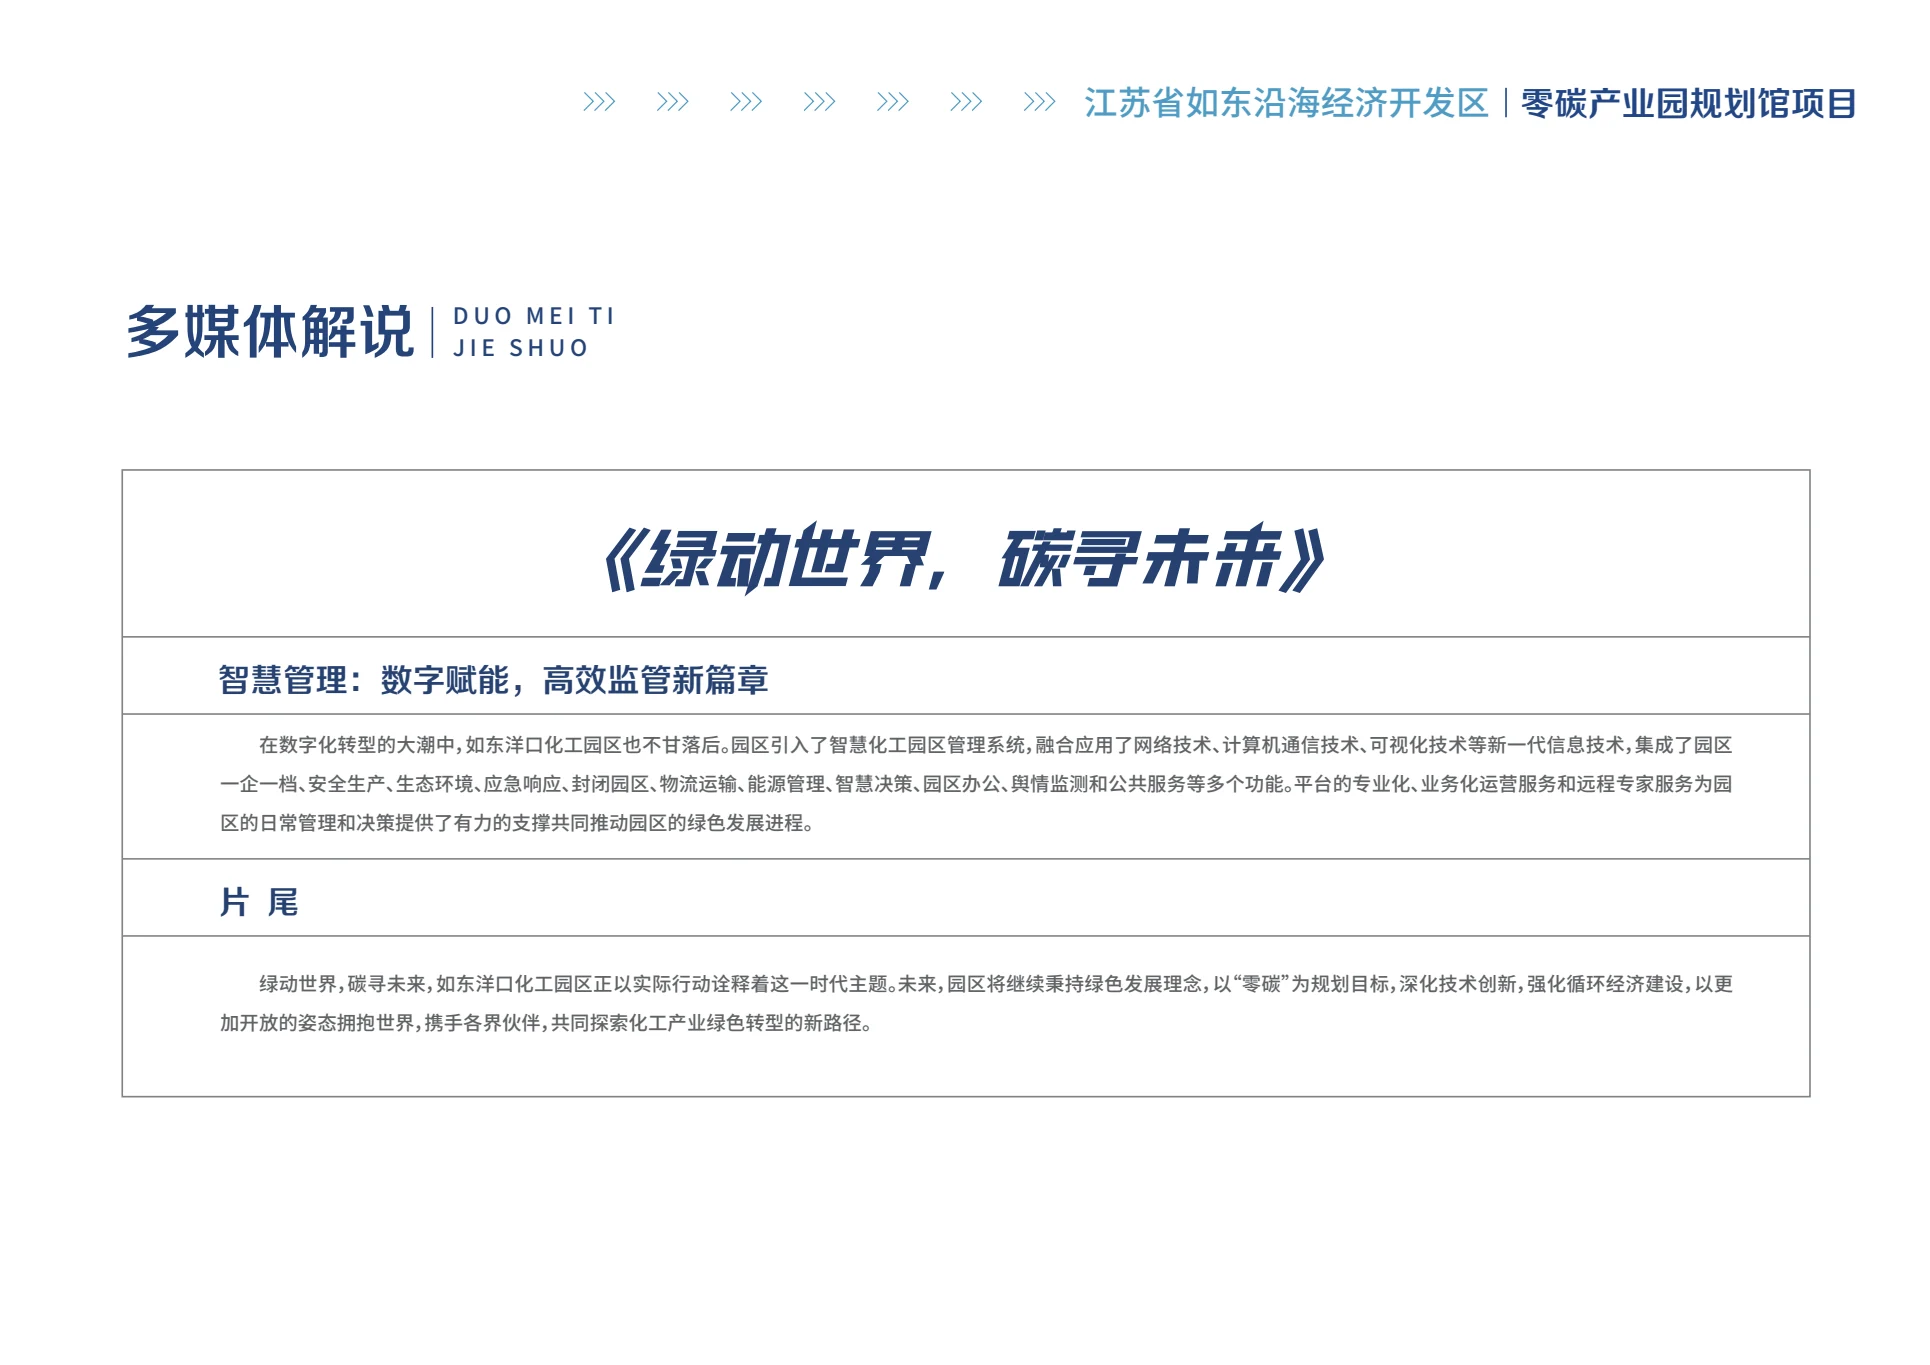 江苏省如东沿海经济开发区|零碳产业园规划馆项目
多媒体解说
DUO MEI TI
JIE SHUO
《绿动世界，碳寻未来》
智慧管理：数字赋能，高效监管新篇章
在数字化转型的大潮中，如东洋口化工园区也不甘落后。园区引入了智慧化工园区管理系统，融合应用了网络技术、计算机通信技术、可视化技术等新一代信息技术，集成了园区
一企一档、安全生产、生态环境、应急响应、封闭园区、物流运输、能源管理、智慧决策、园区办公、舆情监测和公共服务等多个功能。平台的专业化、业务化运营服务和远程专家服务为园
区的日常管理和决策提供了有力的支撑共同推动园区的绿色发展进程。
片 尾
绿动世界，碳寻未来，如东洋口化工园区正以实际行动诠释着这一时代主题。未来，园区将继续秉持绿色发展理念，以“零碳”为规划目标，深化技术创新，强化循环经济建设，以更
加开放的姿态拥抱世界，携手各界伙伴，共同探索化工产业绿色转型的新路径。